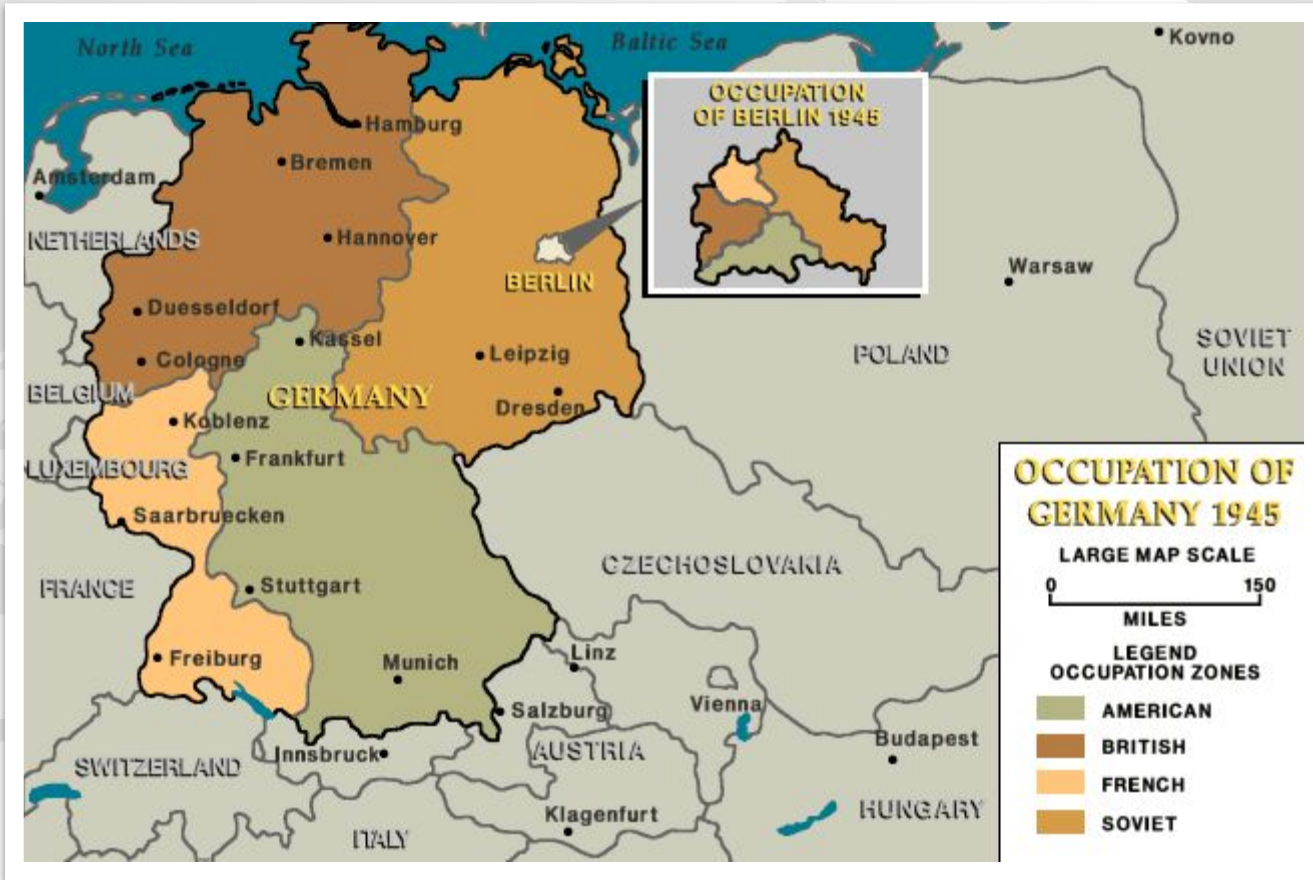 North Sea
Baltic Sea
Kovno
OCCUPATION
OF BERLIN 1945
Hamburg
Bremen
Amsterdam
NETHERLANDS
Hannover
BERLIN
Warsaw
Duesseldorf
Kassel
Cologne
Leipzig
POLAND
SOVIET
UNION
BELGIUM
GERMANY
Dresden
Koblenz
LUXEMBOURG
Frankfurt
Saarbruecken
CZECHOSLOVAKIA
FRANCE
Stuttgart
Freiburg
Munich
Linz
Vienna
Salzburg
Innsbruck
AUSTRIA
Budapest
SWITZERLAND
Klagenfurt
HUNGARY
ITALY
OCCUPATION OF
GERMANY 1945
LARGE MAP SCALE
0 150
MILES
LEGEND
OCCUPATION ZONES
AMERICAN
BRITISH
FRENCH
SOVIET